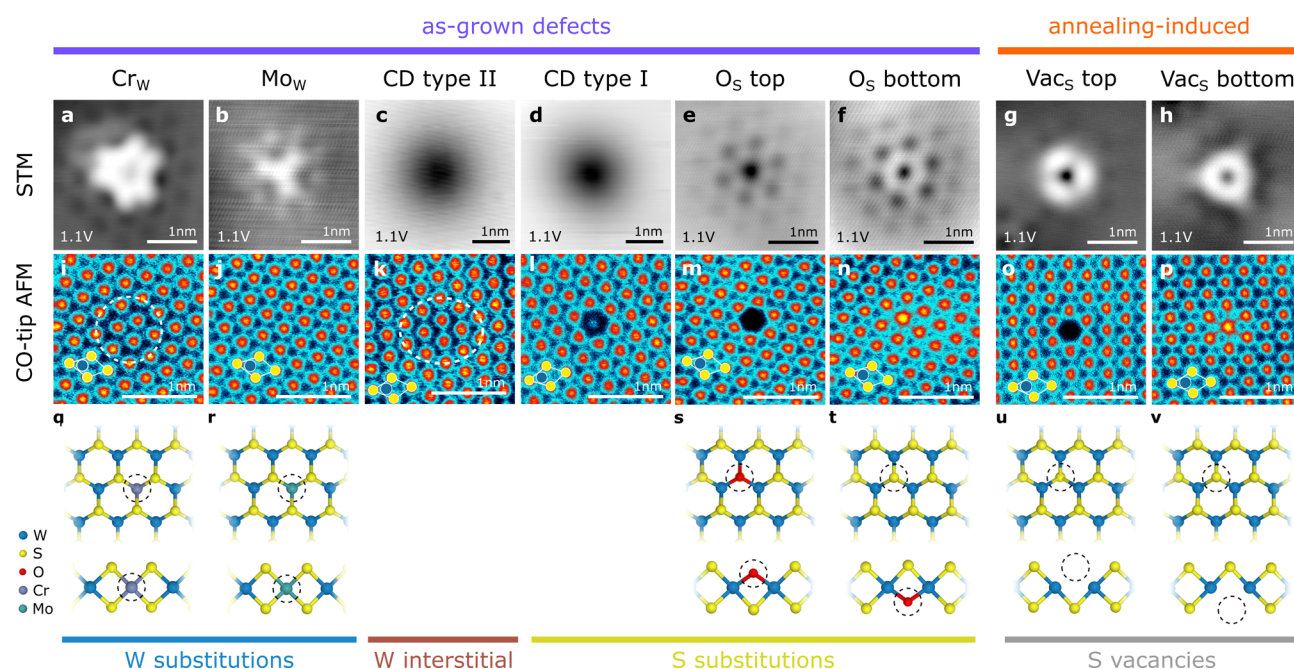 as-grown defects
annealing-induced
CrW
MoW
CD type II
CD type I
OS top
OS bottom
VacS top
VacS bottom
STM
a
b
c
d
e
f
g
h
1.1V
1nm
1.1V
1nm
1.1V
1nm
1.1V
1nm
1.1V
1nm
1.1V
1nm
1.1V
1nm
1.1V
1nm
CO-tip AFM
i
j
k
l
m
n
o
p
1nm
1nm
1nm
1nm
1nm
1nm
1nm
1nm
q
r
s
t
u
v
W
S
O
Cr
Mo
W substitutions
W interstitial
S substitutions
S vacancies